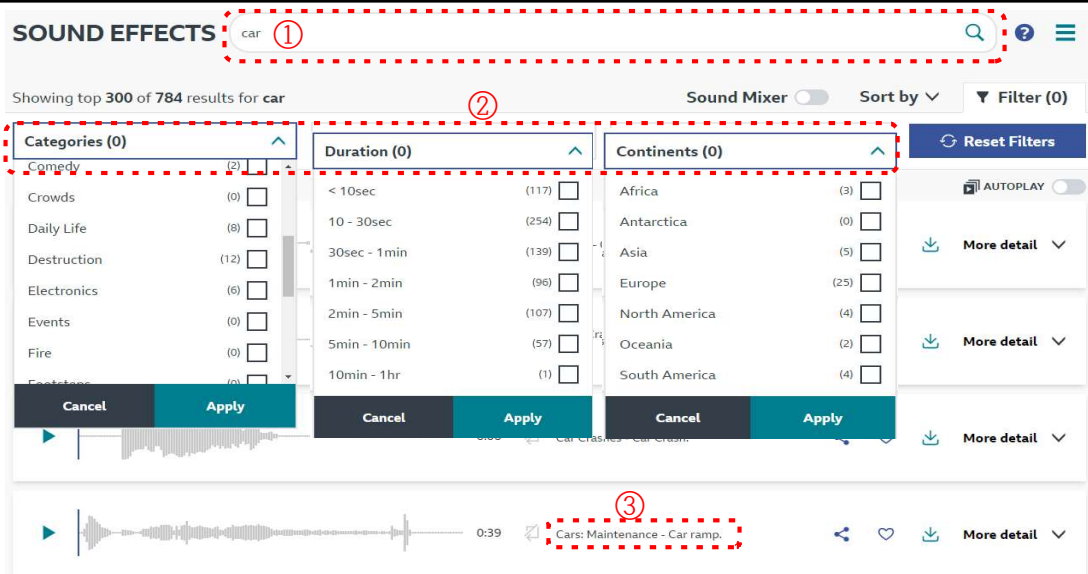 SOUND EFFECTS car ①
Showing top 300 of 784 results for car
②
Sound Mixer Sort by Filter (0)
Categories (0)
Duration (0)
Continents (0)
Reset Filters
AUTOPLAY
Comedy (2)
Crowds (0)
Daily Life (8)
Destruction (12)
Electronics (6)
Events (0)
Fire (0)
Footsteps (0)
Cancel Apply
< 10sec (117)
10 - 30sec (254)
30sec - 1min (139)
1min - 2min (96)
2min - 5min (107)
5min - 10min (57)
10min - 1hr (1)
Cancel Apply
Africa (3)
Antarctica (0)
Asia (5)
Europe (25)
North America (4)
Oceania (2)
South America (4)
Cancel Apply
More detail
More detail
Car Crashes - Car Crash. More detail
③
0:39 Cars: Maintenance - Car ramp. More detail